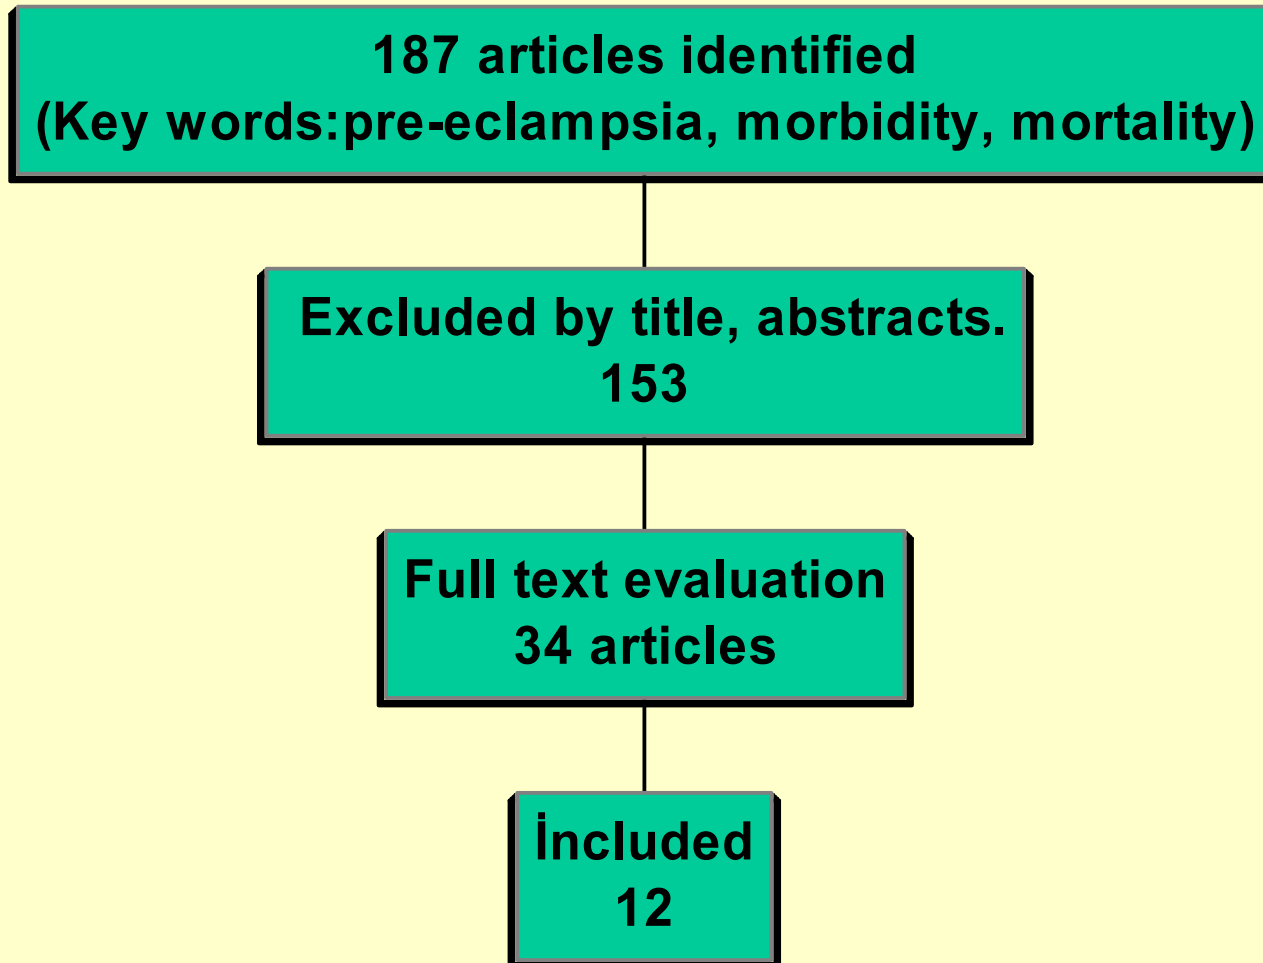 187 articles identified
(Key words:pre-eclampsia, morbidity, mortality)
Excluded by title, abstracts.
153
Full text evaluation
34 articles
İncluded
12